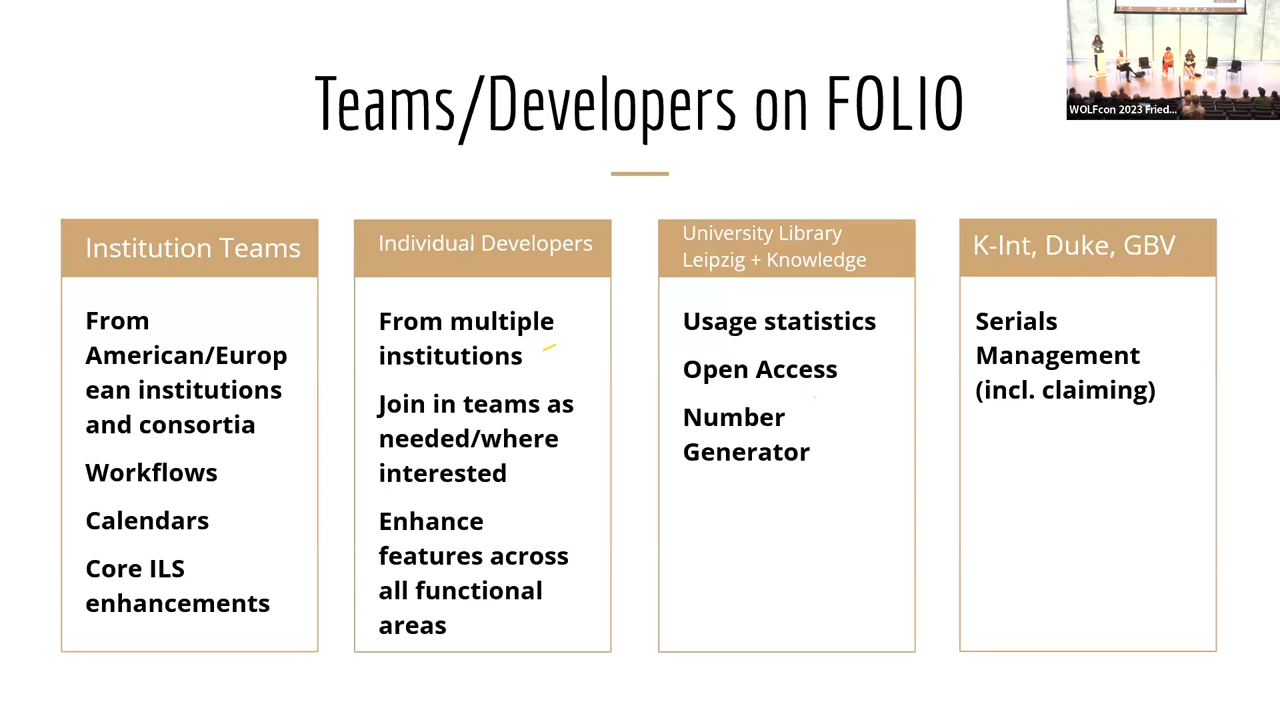 Teams/Developers on FOLIO
WOLFcon 2023 Fried...
Institution Teams
From
American/Europ
ean institutions
and consortia
Workflows
Calendars
Core ILS
enhancements
Individual Developers
From multiple
institutions
Join in teams as
needed/where
interested
Enhance
features across
all functional
areas
University Library
Leipzig + Knowledge
Usage statistics
Open Access
Number
Generator
K-Int, Duke, GBV
Serials
Management
(incl. claiming)